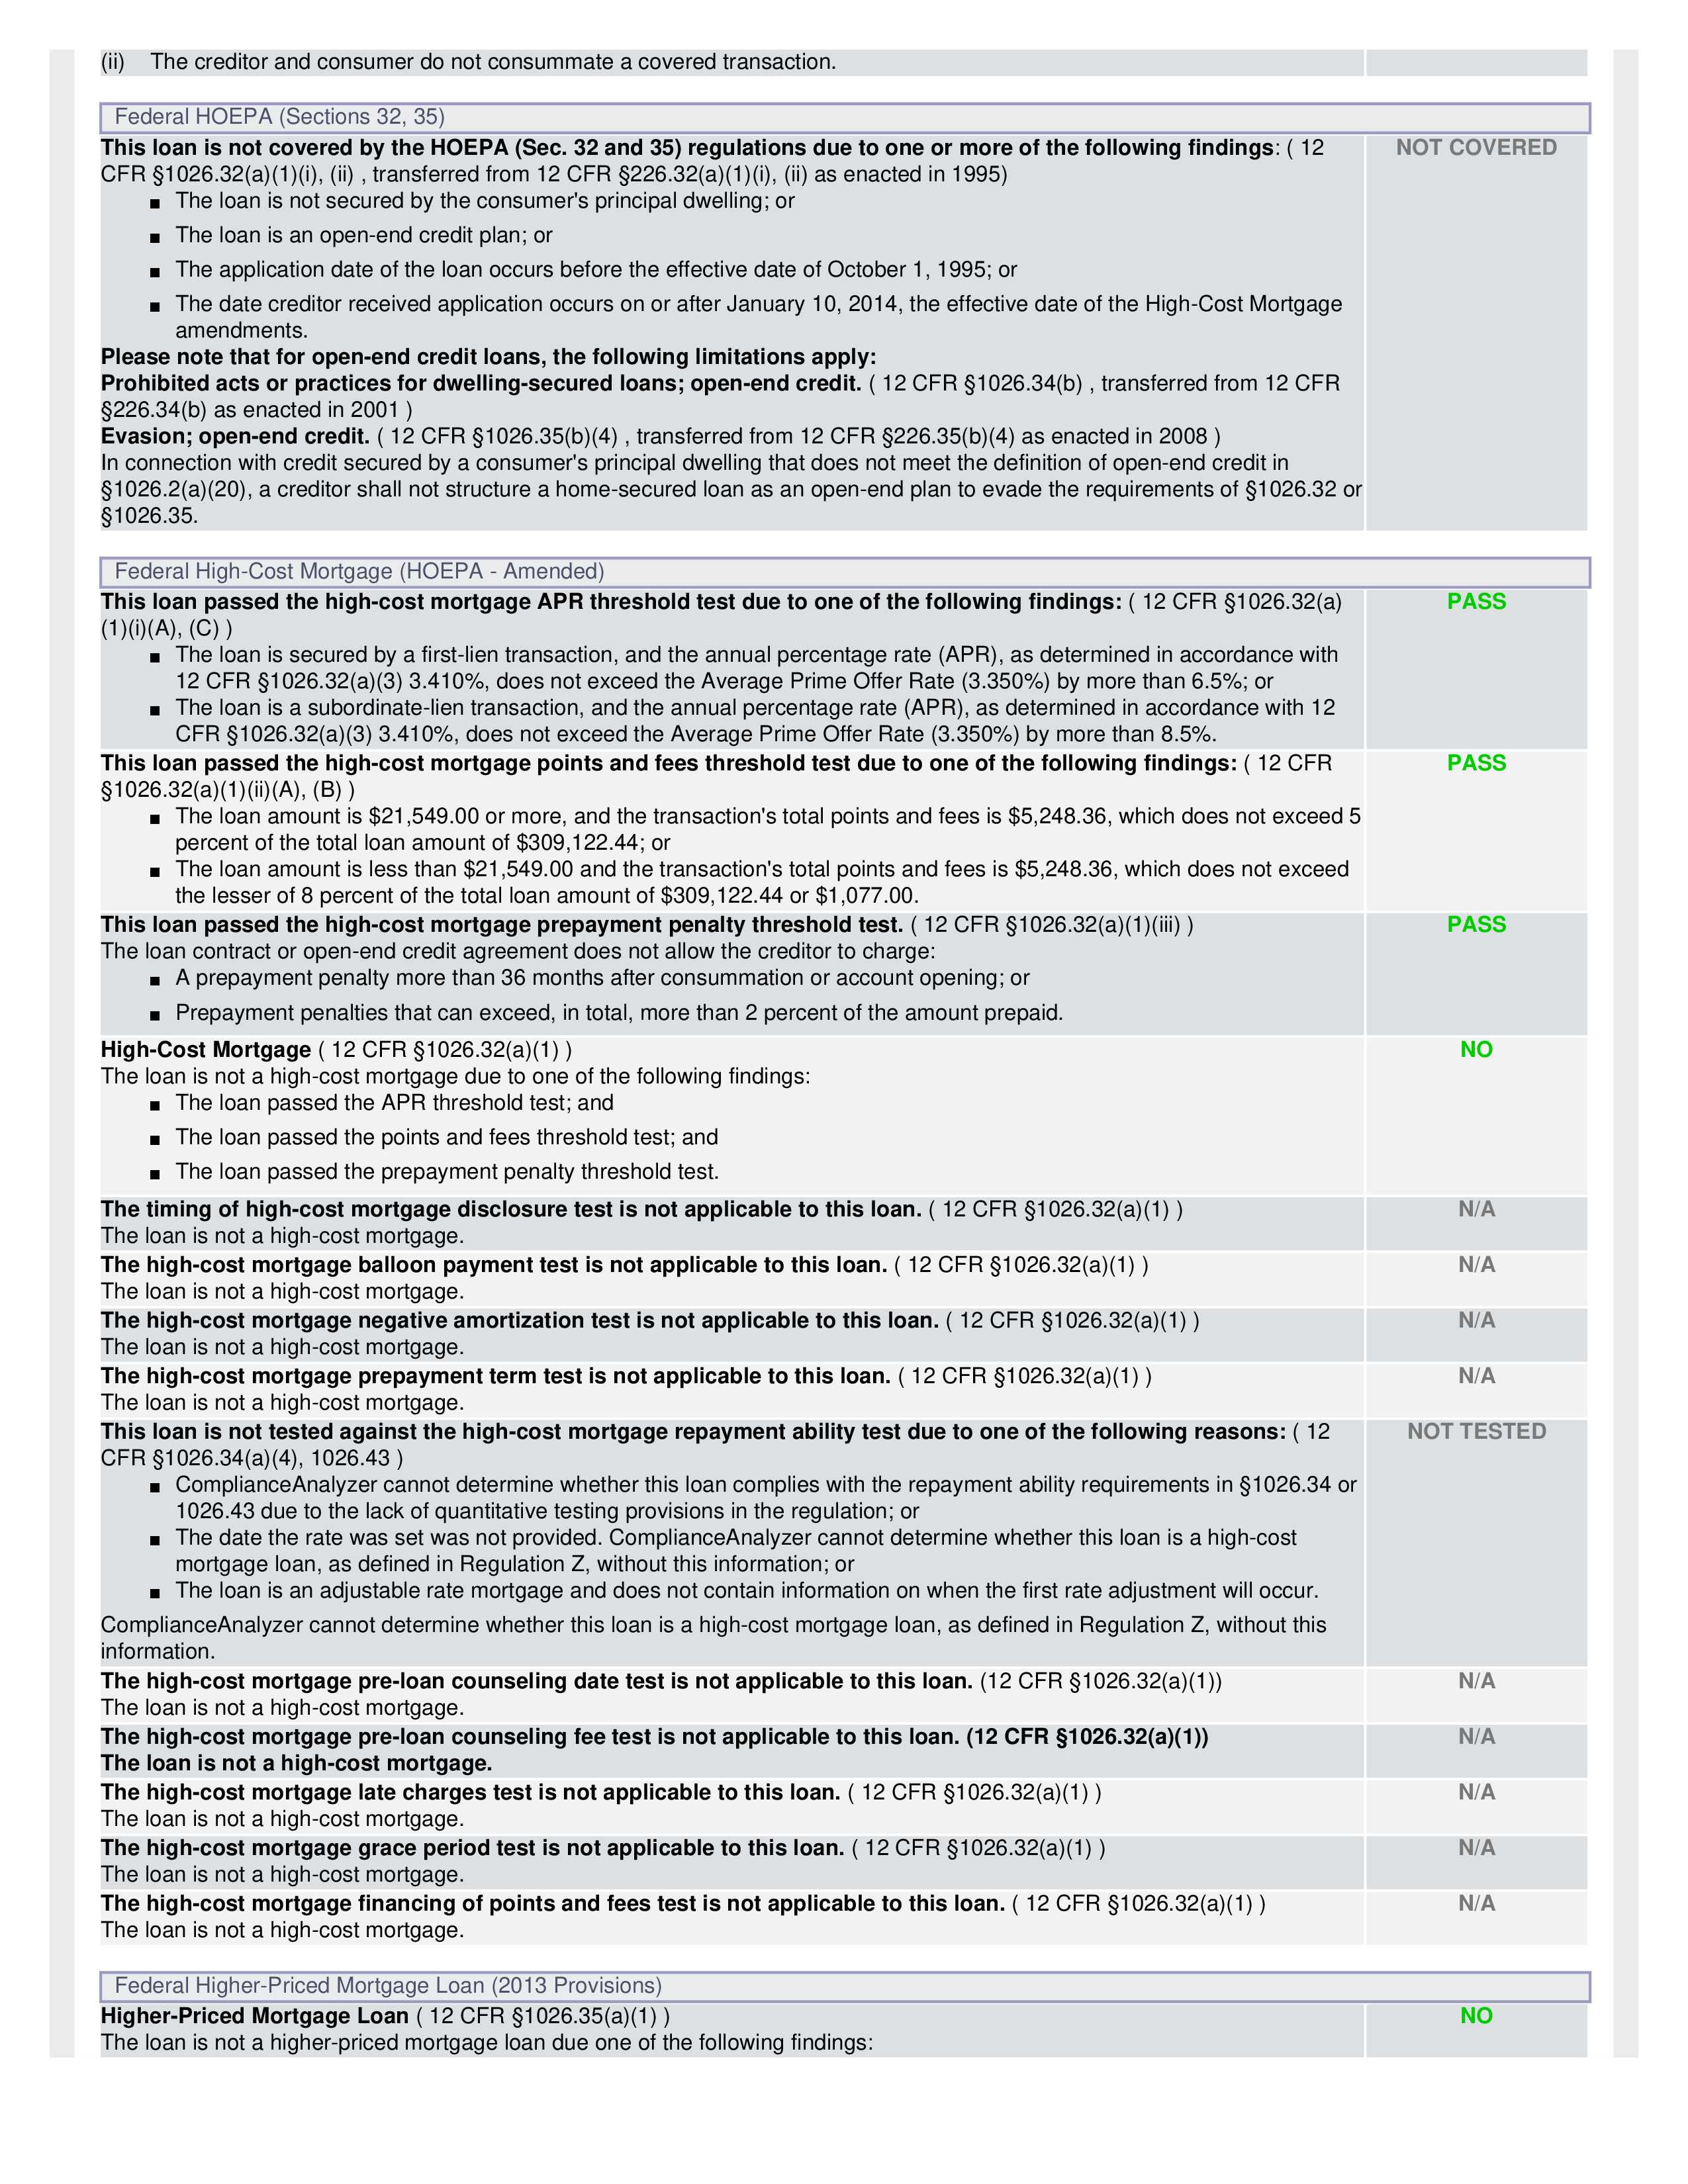 (ii) The creditor and consumer do not consummate a covered transaction.
Federal HOEPA (Sections 32, 35)
This loan is not covered by the HOEPA (Sec. 32 and 35) regulations due to one or more of the following findings: ( 12 NOT COVERED
CFR §1026.32(a)(1)(i), (ii) , transferred from 12 CFR §226.32(a)(1)(i), (ii) as enacted in 1995)
■ The loan is not secured by the consumer's principal dwelling; or
■ The loan is an open-end credit plan; or
■ The application date of the loan occurs before the effective date of October 1, 1995; or
■ The date creditor received application occurs on or after January 10, 2014, the effective date of the High-Cost Mortgage
amendments.
Please note that for open-end credit loans, the following limitations apply:
Prohibited acts or practices for dwelling-secured loans; open-end credit. ( 12 CFR §1026.34(b) , transferred from 12 CFR
§226.34(b) as enacted in 2001 )
Evasion; open-end credit. ( 12 CFR §1026.35(b)(4) , transferred from 12 CFR §226.35(b)(4) as enacted in 2008 )
In connection with credit secured by a consumer's principal dwelling that does not meet the definition of open-end credit in
§1026.2(a)(20), a creditor shall not structure a home-secured loan as an open-end plan to evade the requirements of §1026.32 or
§1026.35.
Federal High-Cost Mortgage (HOEPA - Amended)
This loan passed the high-cost mortgage APR threshold test due to one of the following findings: ( 12 CFR §1026.32(a) PASS
(1)(i)(A), (C) )
■ The loan is secured by a first-lien transaction, and the annual percentage rate (APR), as determined in accordance with
12 CFR §1026.32(a)(3) 3.410%, does not exceed the Average Prime Offer Rate (3.350%) by more than 6.5%; or
■ The loan is a subordinate-lien transaction, and the annual percentage rate (APR), as determined in accordance with 12
CFR §1026.32(a)(3) 3.410%, does not exceed the Average Prime Offer Rate (3.350%) by more than 8.5%.
This loan passed the high-cost mortgage points and fees threshold test due to one of the following findings: ( 12 CFR PASS
§1026.32(a)(1)(ii)(A), (B) )
■ The loan amount is $21,549.00 or more, and the transaction's total points and fees is $5,248.36, which does not exceed 5
percent of the total loan amount of $309,122.44; or
■ The loan amount is less than $21,549.00 and the transaction's total points and fees is $5,248.36, which does not exceed
the lesser of 8 percent of the total loan amount of $309,122.44 or $1,077.00.
This loan passed the high-cost mortgage prepayment penalty threshold test. ( 12 CFR §1026.32(a)(1)(iii) ) PASS
The loan contract or open-end credit agreement does not allow the creditor to charge:
■ A prepayment penalty more than 36 months after consummation or account opening; or
■ Prepayment penalties that can exceed, in total, more than 2 percent of the amount prepaid.
High-Cost Mortgage ( 12 CFR §1026.32(a)(1) ) NO
The loan is not a high-cost mortgage due to one of the following findings:
■ The loan passed the APR threshold test; and
■ The loan passed the points and fees threshold test; and
■ The loan passed the prepayment penalty threshold test.
The timing of high-cost mortgage disclosure test is not applicable to this loan. ( 12 CFR §1026.32(a)(1) ) N/A
The loan is not a high-cost mortgage.
The high-cost mortgage balloon payment test is not applicable to this loan. ( 12 CFR §1026.32(a)(1) ) N/A
The loan is not a high-cost mortgage.
The high-cost mortgage negative amortization test is not applicable to this loan. ( 12 CFR §1026.32(a)(1) ) N/A
The loan is not a high-cost mortgage.
The high-cost mortgage prepayment term test is not applicable to this loan. ( 12 CFR §1026.32(a)(1) ) N/A
The loan is not a high-cost mortgage.
This loan is not tested against the high-cost mortgage repayment ability test due to one of the following reasons: ( 12 NOT TESTED
CFR §1026.34(a)(4), 1026.43 )
■ ComplianceAnalyzer cannot determine whether this loan complies with the repayment ability requirements in §1026.34 or
1026.43 due to the lack of quantitative testing provisions in the regulation; or
■ The date the rate was set was not provided. ComplianceAnalyzer cannot determine whether this loan is a high-cost
mortgage loan, as defined in Regulation Z, without this information; or
■ The loan is an adjustable rate mortgage and does not contain information on when the first rate adjustment will occur.
ComplianceAnalyzer cannot determine whether this loan is a high-cost mortgage loan, as defined in Regulation Z, without this
information.
The high-cost mortgage pre-loan counseling date test is not applicable to this loan. (12 CFR §1026.32(a)(1)) N/A
The loan is not a high-cost mortgage.
The high-cost mortgage pre-loan counseling fee test is not applicable to this loan. (12 CFR §1026.32(a)(1)) N/A
The loan is not a high-cost mortgage.
The high-cost mortgage late charges test is not applicable to this loan. ( 12 CFR §1026.32(a)(1) ) N/A
The loan is not a high-cost mortgage.
The high-cost mortgage grace period test is not applicable to this loan. ( 12 CFR §1026.32(a)(1) ) N/A
The loan is not a high-cost mortgage.
The high-cost mortgage financing of points and fees test is not applicable to this loan. ( 12 CFR §1026.32(a)(1) ) N/A
The loan is not a high-cost mortgage.
Federal Higher-Priced Mortgage Loan (2013 Provisions)
Higher-Priced Mortgage Loan ( 12 CFR §1026.35(a)(1) ) NO
The loan is not a higher-priced mortgage loan due one of the following findings: